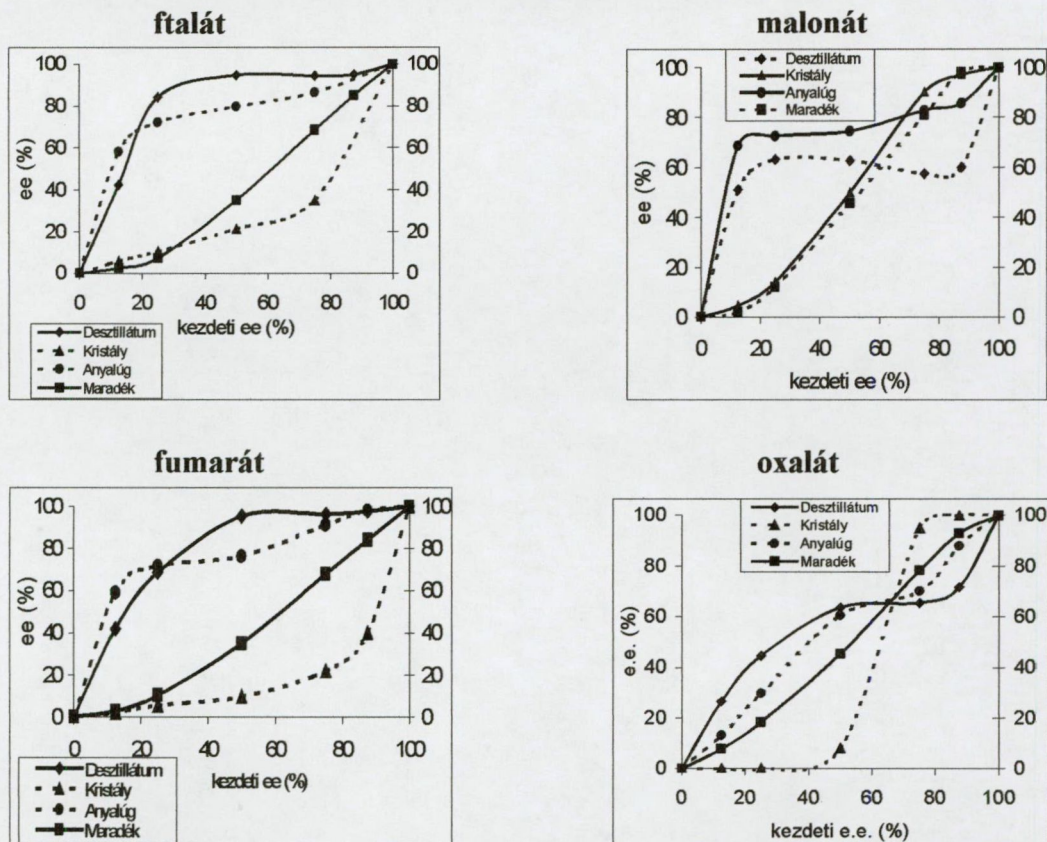 ftalát
100
80
60
40
20
0
ee (%)
100
80
60
40
20
0
0 20 40 60 80 100
kezdeti ee (%)
Desztillátum
Kristály
Anyalúg
Maradék
malonát
100
80
60
40
20
0
ee (%)
100
80
60
40
20
0
0 20 40 60 80 100
kezdeti ee (%)
Desztillátum
Kristály
Anyalúg
Maradék
fumarát
100
80
60
40
20
0
ee (%)
100
80
60
40
20
0
0 20 40 60 80 100
kezdeti ee (%)
Desztillátum
Kristály
Anyalúg
Maradék
oxalát
100
80
60
40
20
0
e.e. (%)
100
80
60
40
20
0
0 20 40 60 80 100
kezdeti e.e. (%)
Desztillátum
Kristály
Anyalúg
Maradék